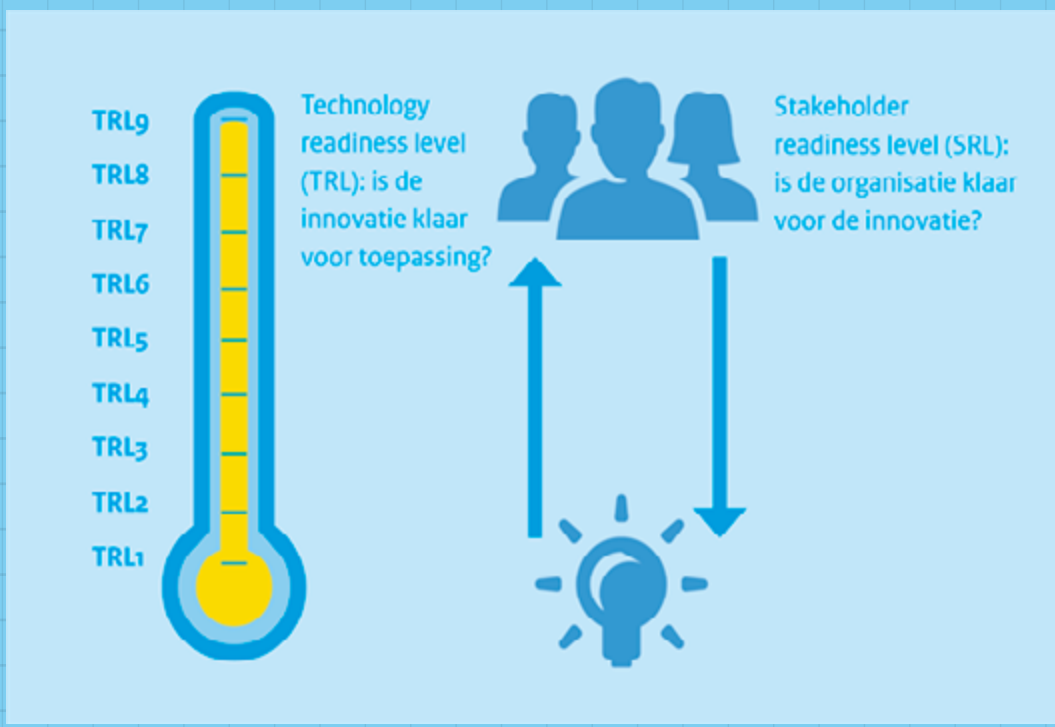 TRL9
TRL8
TRL7
TRL6
TRL5
TRL4
TRL3
TRL2
TRL1
Technology
readiness level
(TRL): is de
innovatie klaar
voor toepassing?
Stakeholder
readiness level (SRL):
is de organisatie klaar
voor de innovatie?